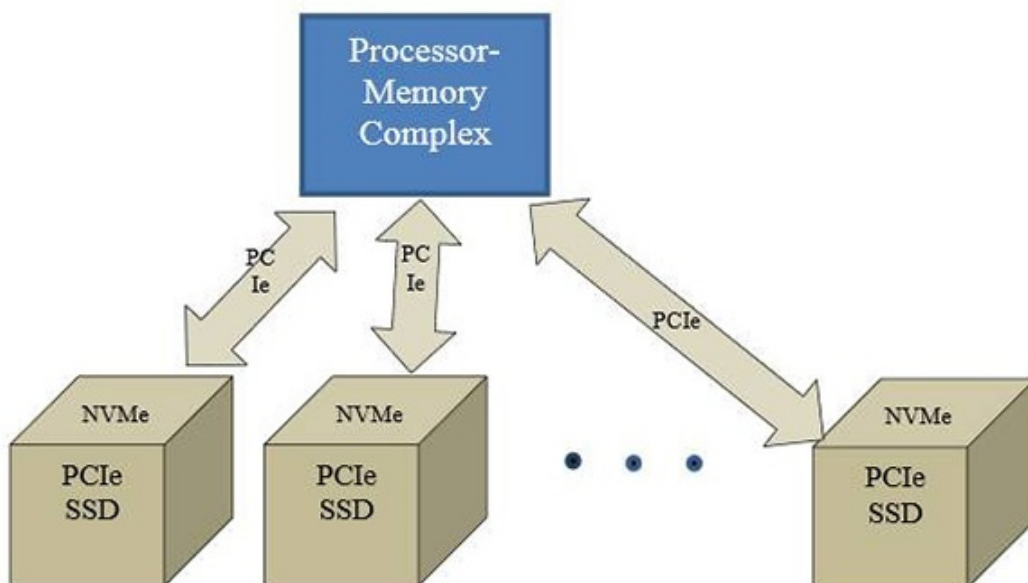 Processor-
Memory
Complex
PC
Ie
PC
Ie
PCIe
NVMe
PCIe
SSD
NVMe
PCIe
SSD
NVMe
PCIe
SSD